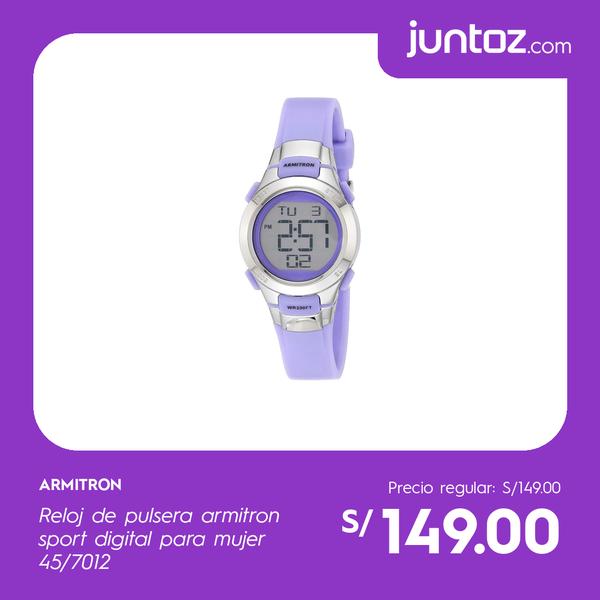 juntoz.com
ARMITRON
TU 3
PM 2:57
02
WR330FT
ARMITRON
Reloj de pulsera armitron
sport digital para mujer
45/7012
Precio regular: S/149.00
S/149.00